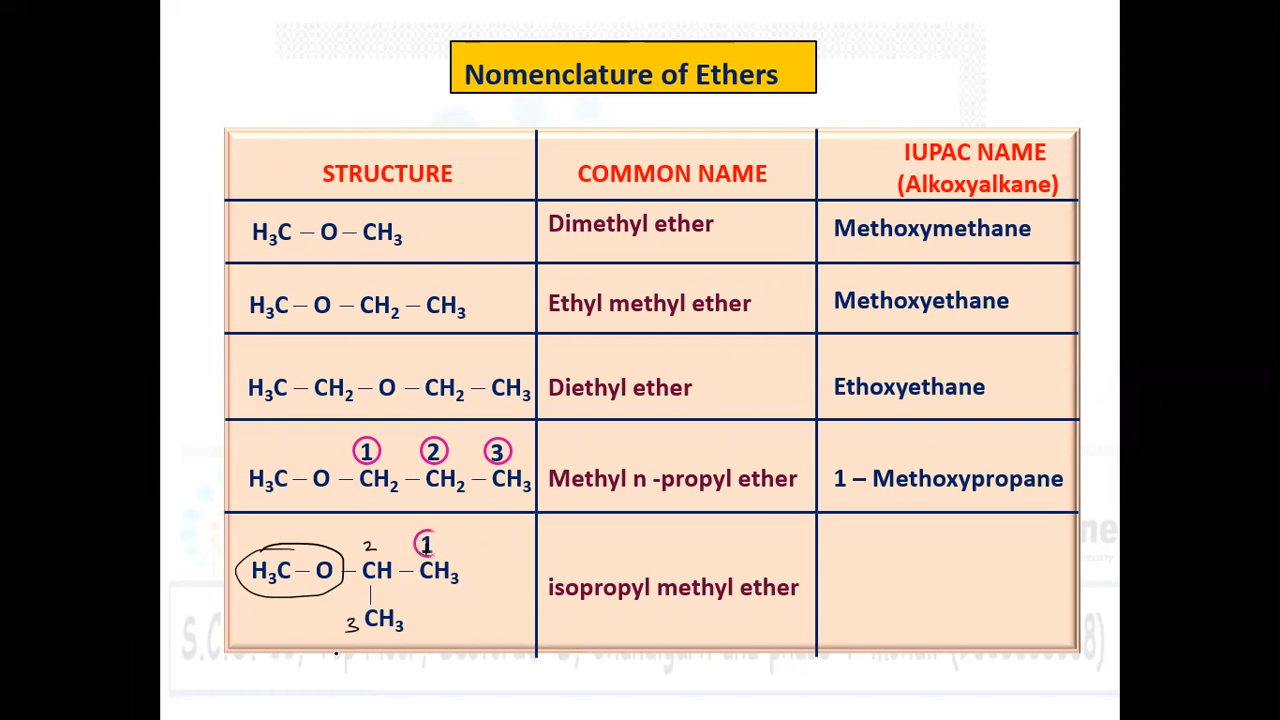 Nomenclature of Ethers
STRUCTURE
COMMON NAME
IUPAC NAME
(Alkoxyalkane)
H₃C – O – CH₃
Dimethyl ether
Methoxymethane
H₃C – O – CH₂ – CH₃
Ethyl methyl ether
Methoxyethane
H₃C – CH₂ – O – CH₂ – CH₃
Diethyl ether
Ethoxyethane
1 2 3
H₃C – O – CH₂ – CH₂ – CH₃
Methyl n -propyl ether
1 – Methoxypropane
2 1
H₃C – O – CH – CH₃
3 CH₃
isopropyl methyl ether